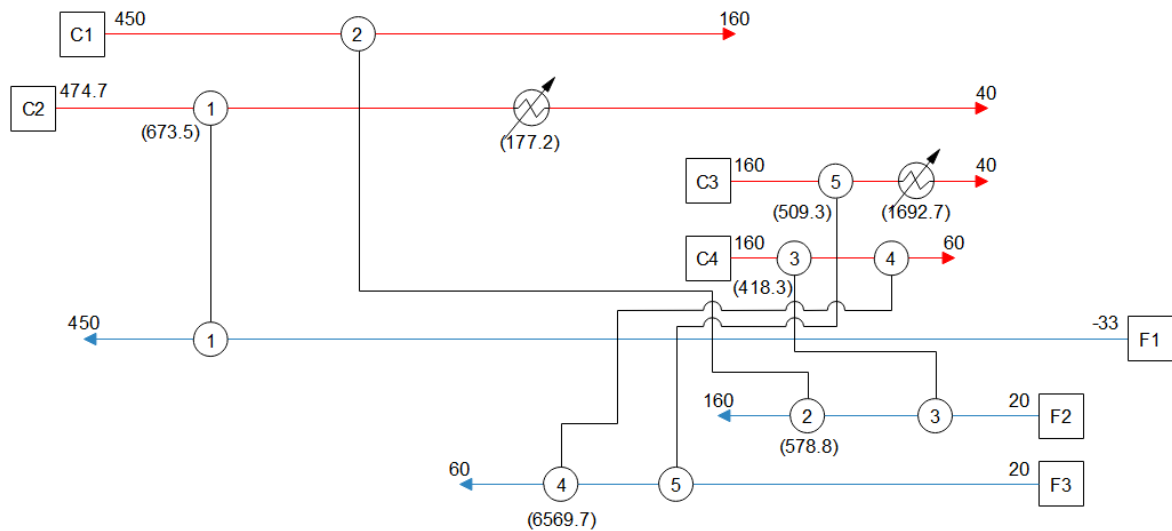 C1 450 2 160
C2 474.7 1 40
(673.5) (177.2)
C3 160 5 40
(509.3) (1692.7)
C4 160 3 4 60
(418.3)
450 1 -33 F1
160 2 3 20 F2
(578.8)
60 4 5 20 F3
(6569.7)